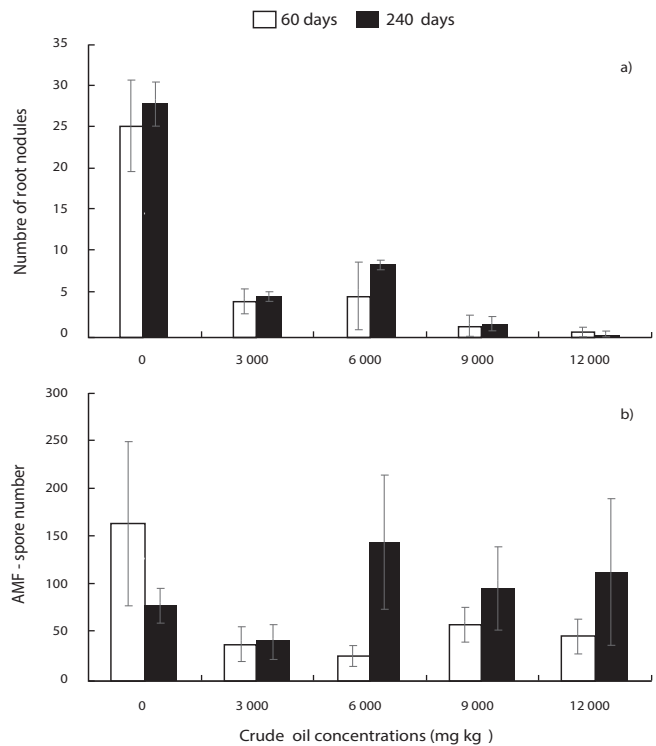 60 days 240 days
a)
Numbre of root nodules
35
30
25
20
15
10
5
0
0 3 000 6 000 9 000 12 000
b)
AMF - spore number
300
250
200
150
100
50
0
0 3 000 6 000 9 000 12 000
Crude oil concentrations (mg kg )